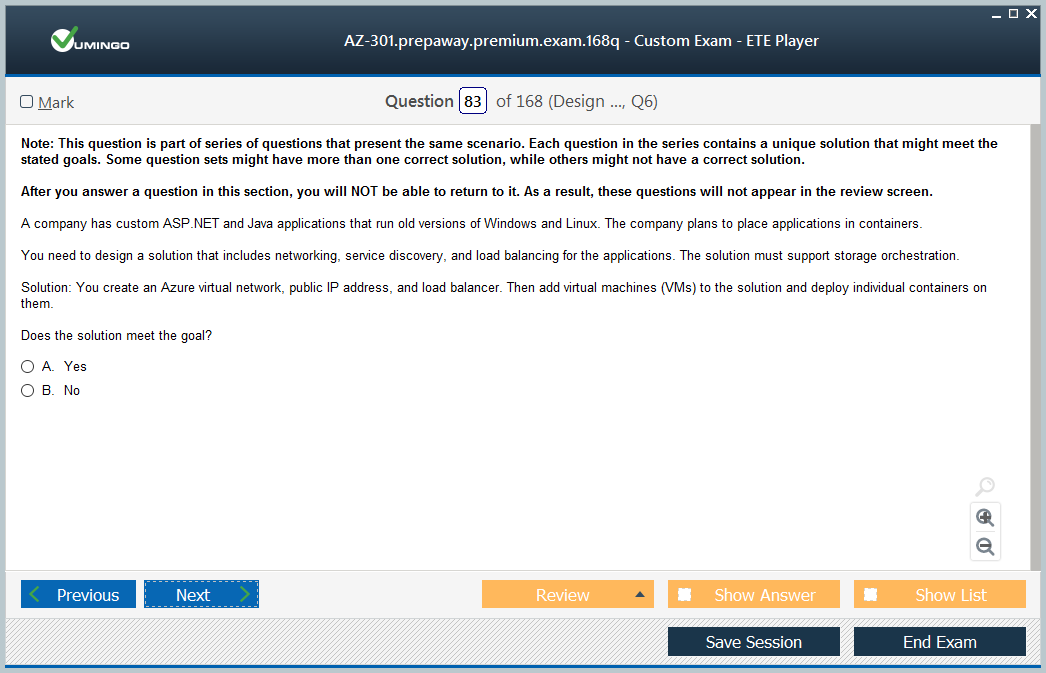 VUMINGO
AZ-301.prepaway.premium.exam.168q - Custom Exam - ETE Player
Mark
Question 83 of 168 (Design ..., Q6)
Note: This question is part of series of questions that present the same scenario. Each question in the series contains a unique solution that might meet the
stated goals. Some question sets might have more than one correct solution, while others might not have a correct solution.
After you answer a question in this section, you will NOT be able to return to it. As a result, these questions will not appear in the review screen.
A company has custom ASP.NET and Java applications that run old versions of Windows and Linux. The company plans to place applications in containers.
You need to design a solution that includes networking, service discovery, and load balancing for the applications. The solution must support storage orchestration.
Solution: You create an Azure virtual network, public IP address, and load balancer. Then add virtual machines (VMs) to the solution and deploy individual containers on
them.
Does the solution meet the goal?
A. Yes
B. No
Previous
Next
Review
Show Answer
Show List
Save Session
End Exam